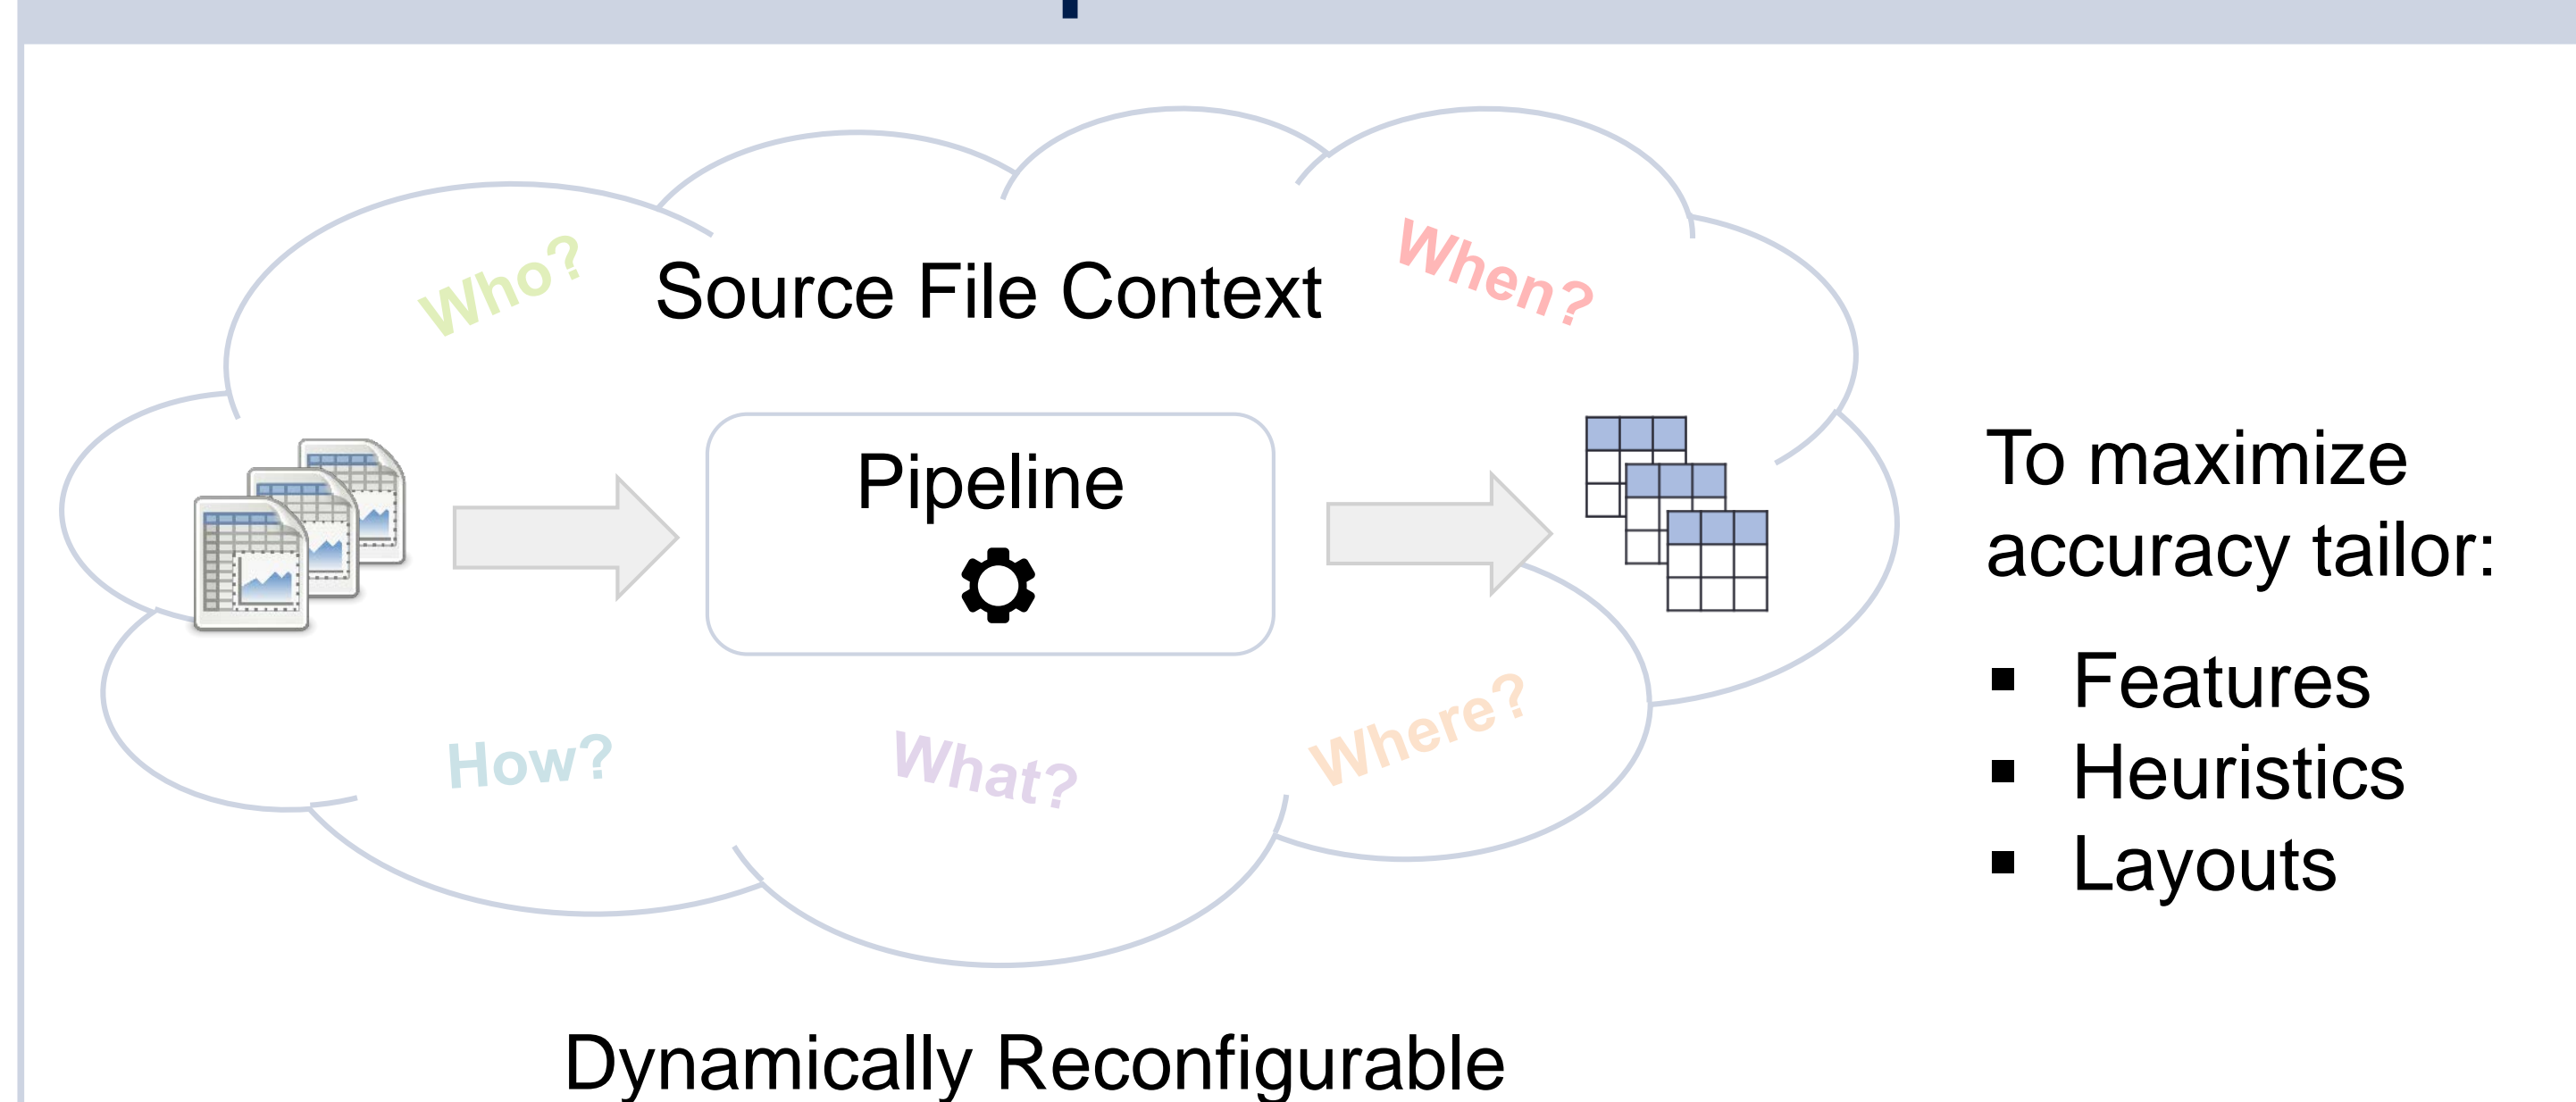 Who?
When?
Source File Context
Pipeline
How?
What?
Where?
To maximize
accuracy tailor:
▪ Features
▪ Heuristics
▪ Layouts
Dynamically Reconfigurable